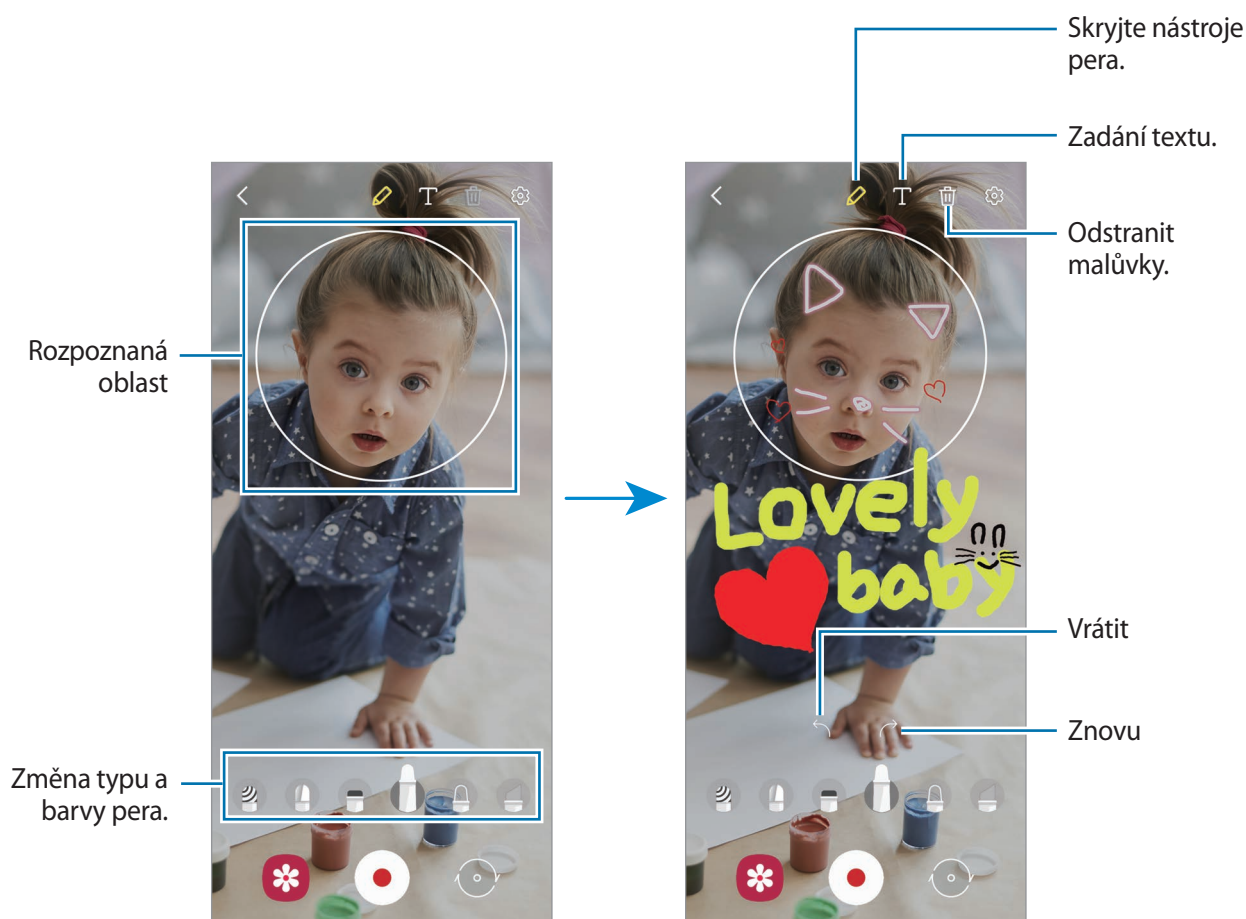 Skryjte nástroje
pera.
Zadání textu.
Odstranit
malůvky.
Rozpoznaná
oblast
Lovely
baby
Vrátit
Znovu
Změna typu a
barvy pera.